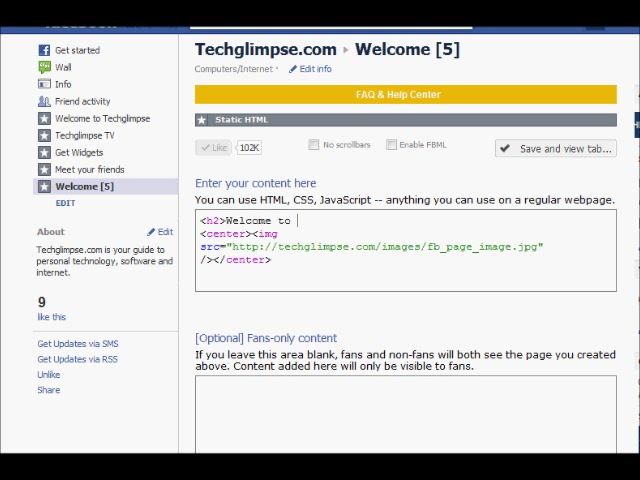 Get started
Wall
Info
Friend activity
Welcome to Techglimpse
Techglimpse TV
Get Widgets
Meet your friends
Welcome [5]
EDIT
About
Edit
Techglimpse.com is your guide to
personal technology, software and
internet.
9
like this
Get Updates via SMS
Get Updates via RSS
Unlike
Share
Techglimpse.com ▸ Welcome [5]
Computers/Internet · Edit info
FAQ & Help Center
Static HTML
Like 102K No scrollbars Enable FBML Save and view tab...
Enter your content here
You can use HTML, CSS, JavaScript -- anything you can use on a regular webpage.
<h2>Welcome to
<center><img
src="http://techglimpse.com/images/fb_page_image.jpg"
/></center>
[Optional] Fans-only content
If you leave this area blank, fans and non-fans will both see the page you created
above. Content added here will only be visible to fans.